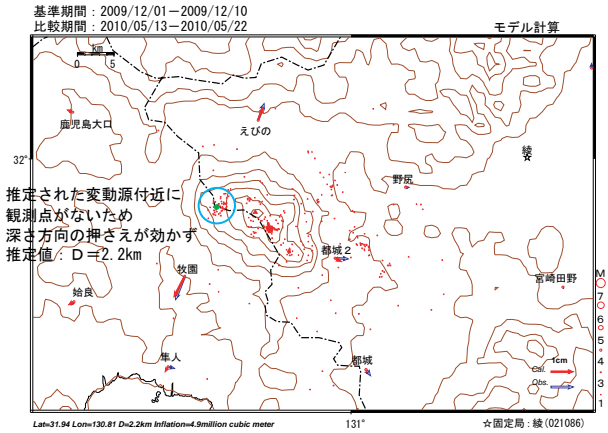 基準期間：2009/12/01－2009/12/10
比較期間：2010/05/13－2010/05/22
モデル計算
km
0 5
鹿児島大口
えびの
綾
32°
野尻
推定された変動源付近に
観測点がないため
深さ方向の押さえが効かず
推定値：Ｄ＝2.2km
都城２
牧園
宮崎田野
姶良
M
7
6
5
4
3
1
隼人
都城
1cm
Cal.
Obs.
Lat=31.94 Lon=130.81 D=2.2km Inflation=4.9million cubic meter
131°
☆固定局：綾(021086)